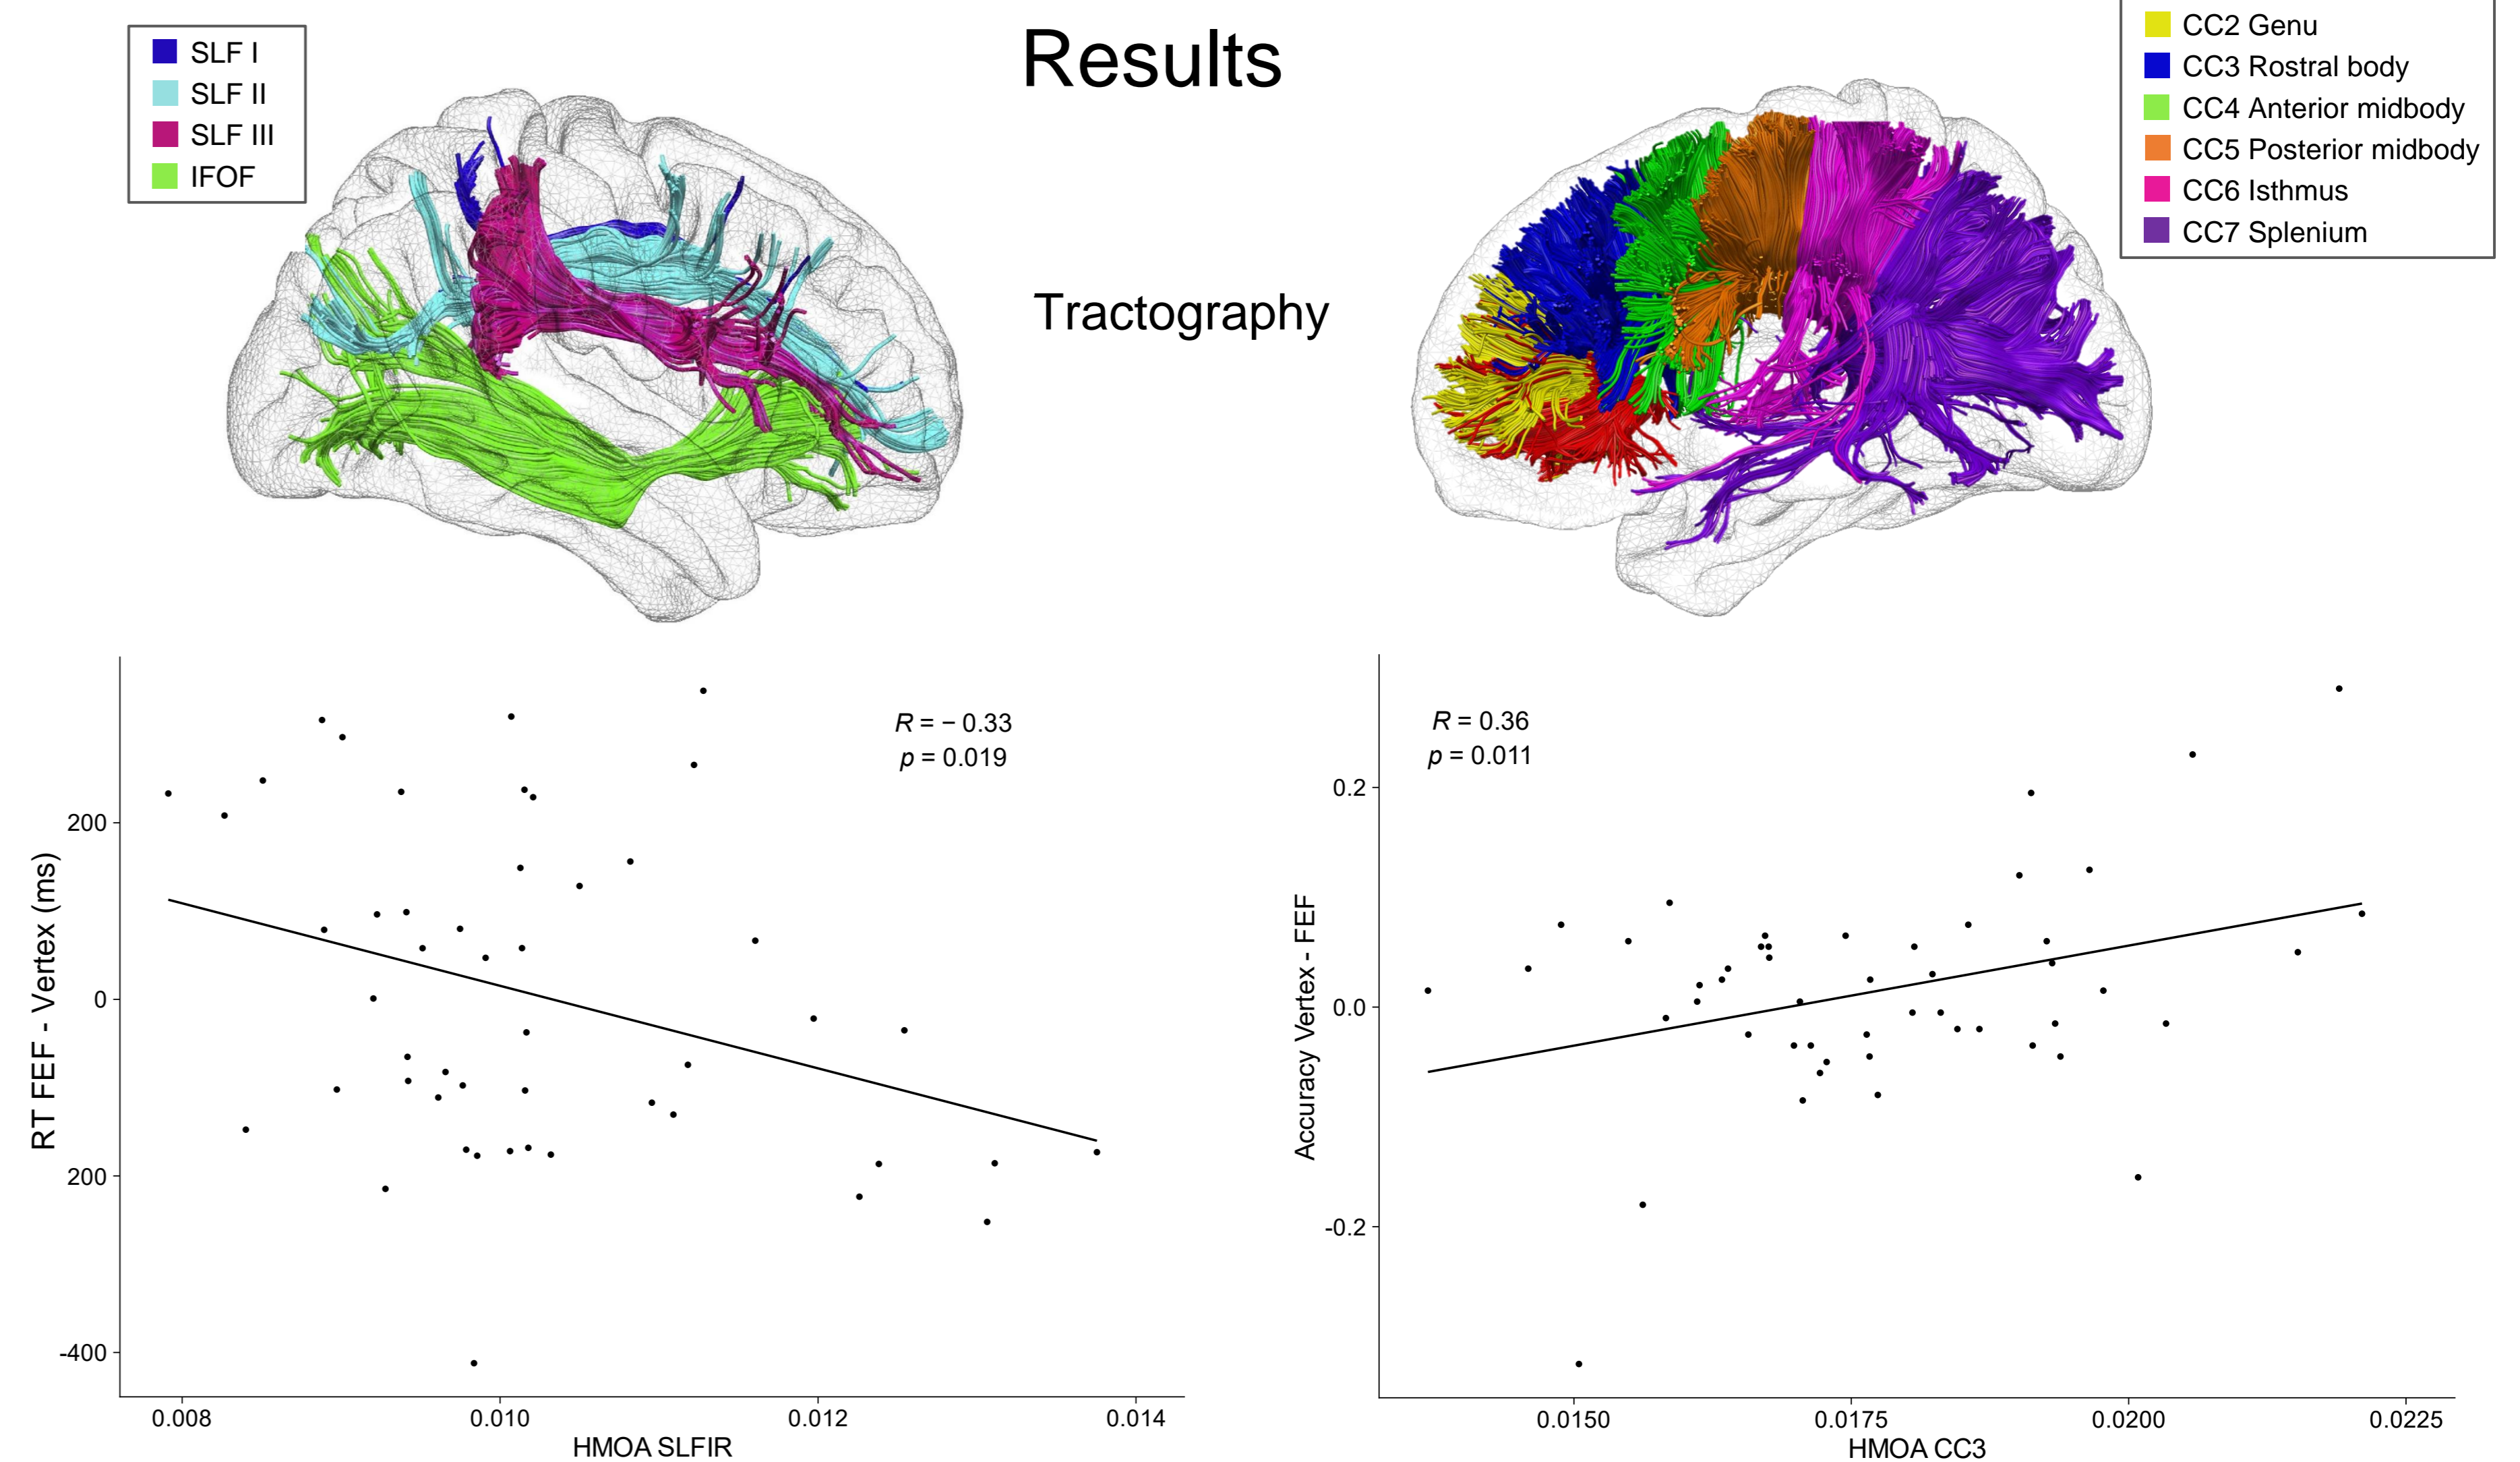 Results
SLF I
SLF II
SLF III
IFOF
CC2 Genu
CC3 Rostral body
CC4 Anterior midbody
CC5 Posterior midbody
CC6 Isthmus
CC7 Splenium
Tractography
R = − 0.33
p = 0.019
RT FEF - Vertex (ms)
200
0
200
-400
0.008
0.010
0.012
0.014
HMOA SLFIR
R = 0.36
p = 0.011
Accuracy Vertex - FEF
0.2
0.0
-0.2
0.0150
0.0175
0.0200
0.0225
HMOA CC3